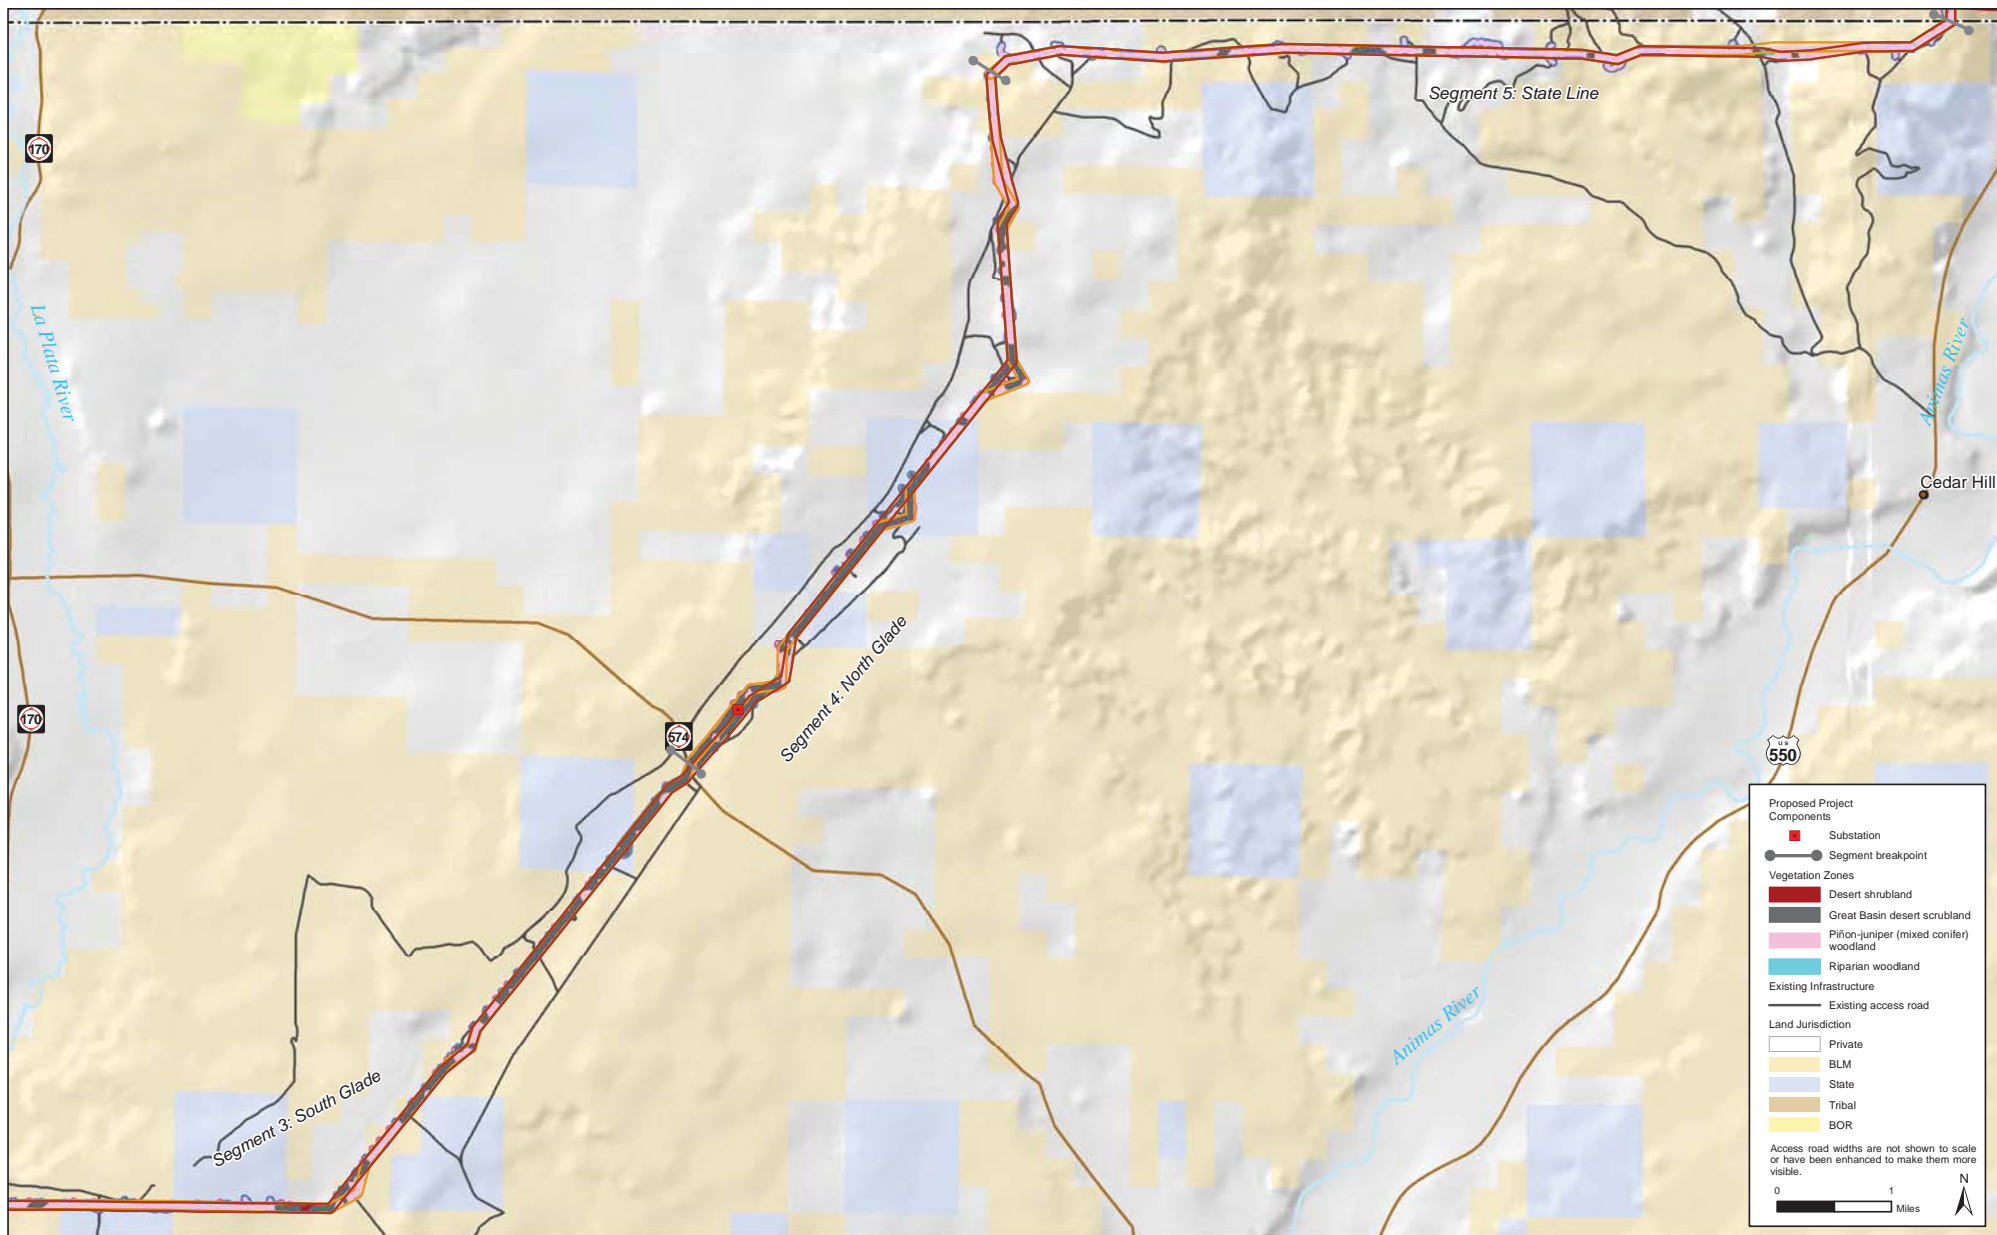 Segment 5: State Line
170
La Plata River
Animas River
Cedar Hill
Segment 4: North Glade
170
574
US
550
Animas River
Segment 3: South Glade
Proposed Project
Components
Substation
Segment breakpoint
Vegetation Zones
Desert shrubland
Great Basin desert scrubland
Piñon-juniper (mixed conifer)
woodland
Riparian woodland
Existing Infrastructure
Existing access road
Land Jurisdiction
Private
BLM
State
Tribal
BOR
Access road widths are not shown to scale
or have been enhanced to make them more
visible.
N
0 1
Miles